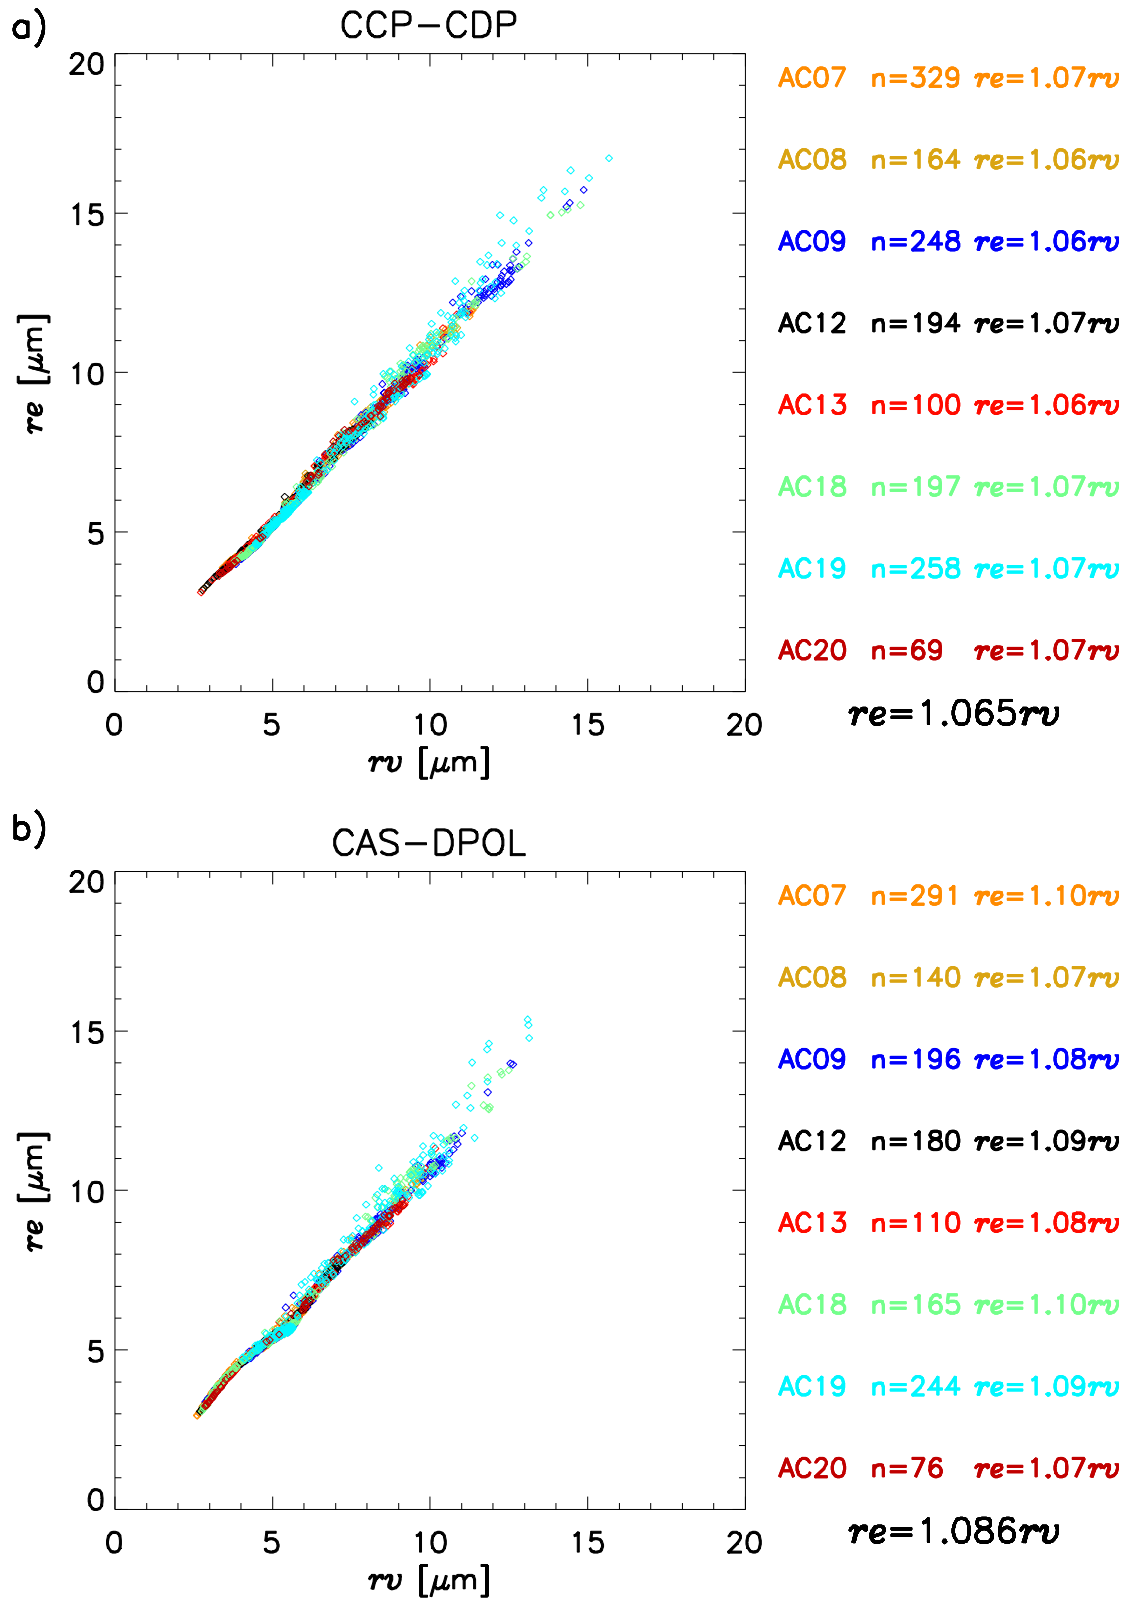 a)
CCP-CDP
20
15
10
5
0
re [μm]
0 5 10 15 20
rv [μm]
AC07 n=329 re=1.07rv
AC08 n=164 re=1.06rv
AC09 n=248 re=1.06rv
AC12 n=194 re=1.07rv
AC13 n=100 re=1.06rv
AC18 n=197 re=1.07rv
AC19 n=258 re=1.07rv
AC20 n=69 re=1.07rv
re=1.065rv
b)
CAS-DPOL
20
15
10
5
0
re [μm]
0 5 10 15 20
rv [μm]
AC07 n=291 re=1.10rv
AC08 n=140 re=1.07rv
AC09 n=196 re=1.08rv
AC12 n=180 re=1.09rv
AC13 n=110 re=1.08rv
AC18 n=165 re=1.10rv
AC19 n=244 re=1.09rv
AC20 n=76 re=1.07rv
re=1.086rv